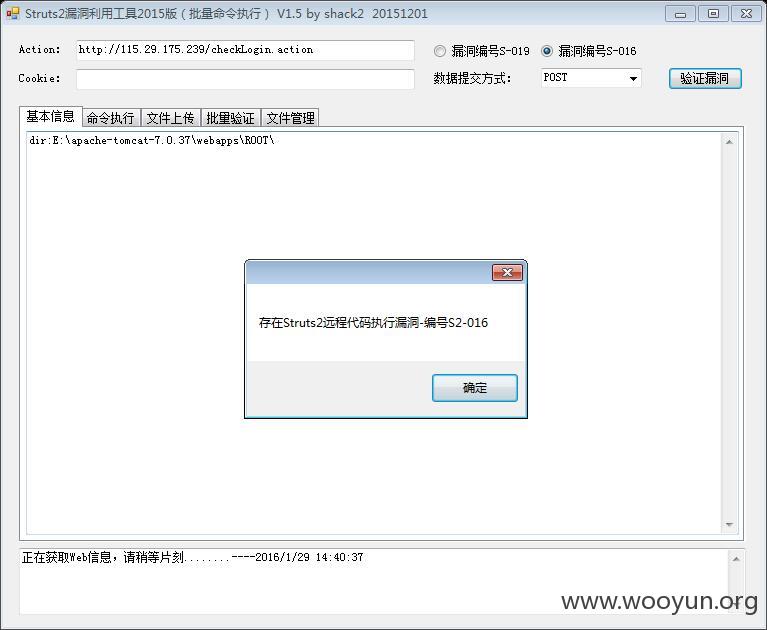 Struts2漏洞利用工具2015版（批量命令执行） V1.5 by shack2 20151201
Action: http://115.29.175.239/checkLogin.action 漏洞编号S-019 漏洞编号S-016
Cookie: 数据提交方式: POST 验证漏洞
基本信息 命令执行 文件上传 批量验证 文件管理
dir:E:\apache-tomcat-7.0.37\webapps\ROOT\
存在Struts2远程代码执行漏洞-编号S2-016
确定
正在获取Web信息，请稍等片刻........----2016/1/29 14:40:37
www.wooyun.org